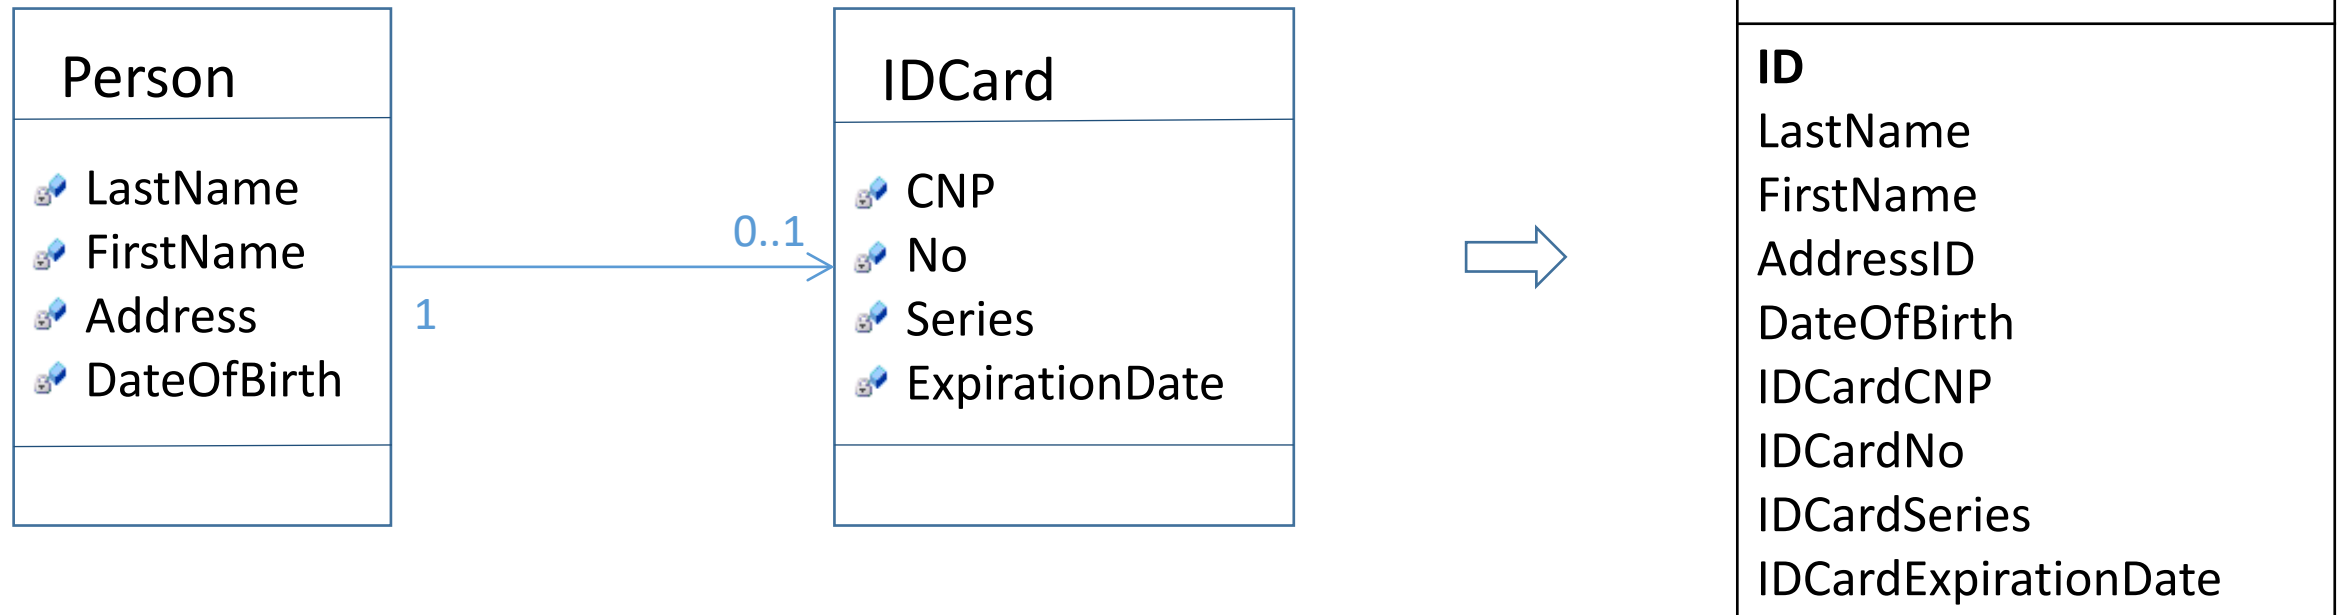 Person
LastName
FirstName
Address
DateOfBirth
1
0..1
IDCard
CNP
No
Series
ExpirationDate
ID
LastName
FirstName
AddressID
DateOfBirth
IDCardCNP
IDCardNo
IDCardSeries
IDCardExpirationDate